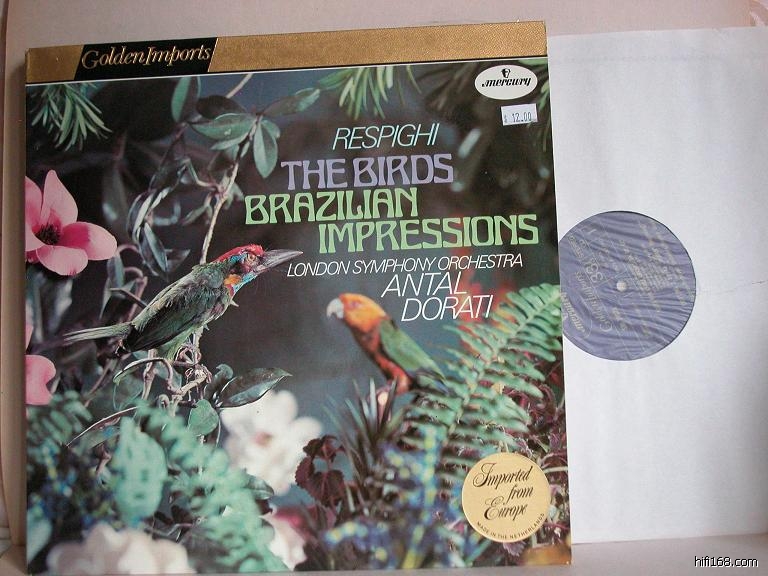 Golden Imports
mercury
$ 12.00
RESPIGHI
THE BIRDS
BRAZILIAN
IMPRESSIONS
LONDON SYMPHONY ORCHESTRA
ANTAL
DORATI
Imported
from
Europe
MADE IN THE NETHERLANDS
hifi168.com